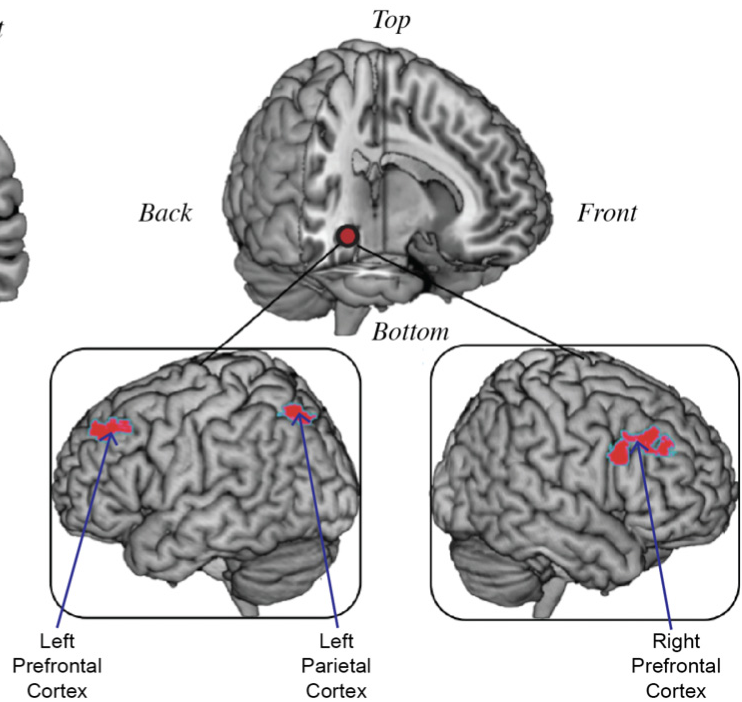 Top
Back
Front
Bottom
Left
Prefrontal
Cortex
Left
Parietal
Cortex
Right
Prefrontal
Cortex